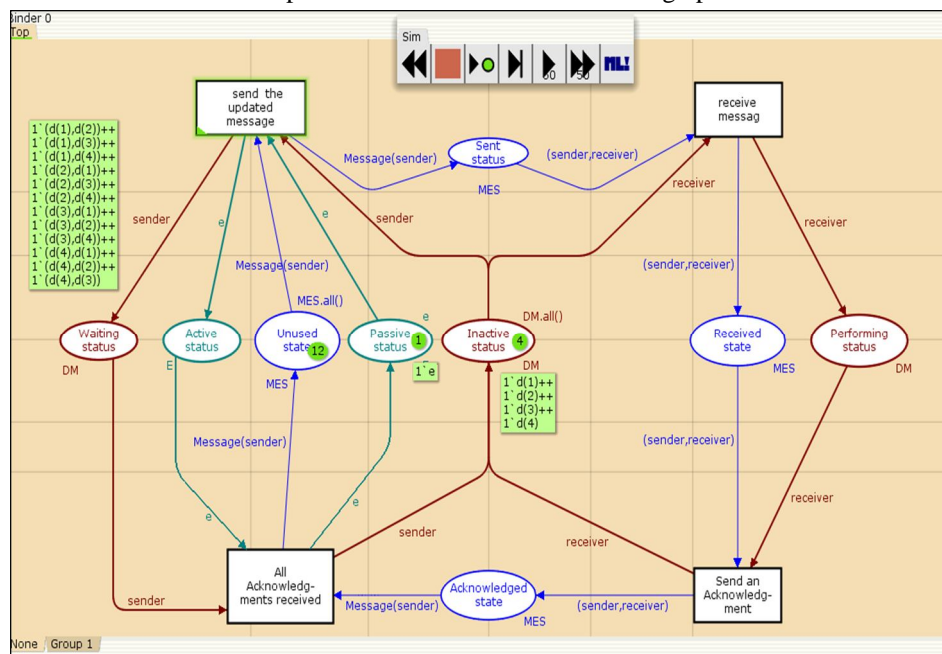 Binder 0
Top
Sim
50
50
ML!
send the
updated
message
receive
messag
1`(d(1),d(2))++
1`(d(1),d(3))++
1`(d(1),d(4))++
1`(d(2),d(1))++
1`(d(2),d(3))++
1`(d(2),d(4))++
1`(d(3),d(1))++
1`(d(3),d(2))++
1`(d(3),d(4))++
1`(d(4),d(1))++
1`(d(4),d(2))++
1`(d(4),d(3))
Message(sender)
Sent
status
MES
(sender,receiver)
sender
e
e
sender
receiver
receiver
Message(sender)
(sender,receiver)
MES.all()
e
DM.all()
Waiting
status
DM
Active
status
E
Unused
state
12
MES
Passive
status
1
1`e
Inactive
status
4
DM
1`d(1)++
1`d(2)++
1`d(3)++
1`d(4)
Received
state
MES
Performing
status
DM
Message(sender)
(sender,receiver)
e
e
sender
receiver
receiver
All
Acknowledg-
ments received
sender
Message(sender)
Acknowledged
state
MES
(sender,receiver)
Send an
Acknowledg-
ment
None
Group 1